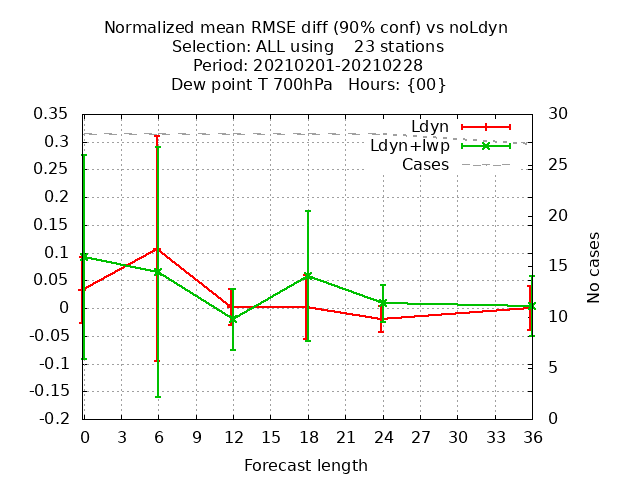 Normalized mean RMSE diff (90% conf) vs noLdyn
Selection: ALL using    23 stations
Period: 20210201-20210228
Dew point T 700hPa   Hours: {00}
Ldyn
Ldyn+lwp
Cases
0.35
0.3
0.25
0.2
0.15
0.1
0.05
0
-0.05
-0.1
-0.15
-0.2
30
25
20
15
10
5
0
No cases
0 3 6 9 12 15 18 21 24 27 30 33 36
Forecast length